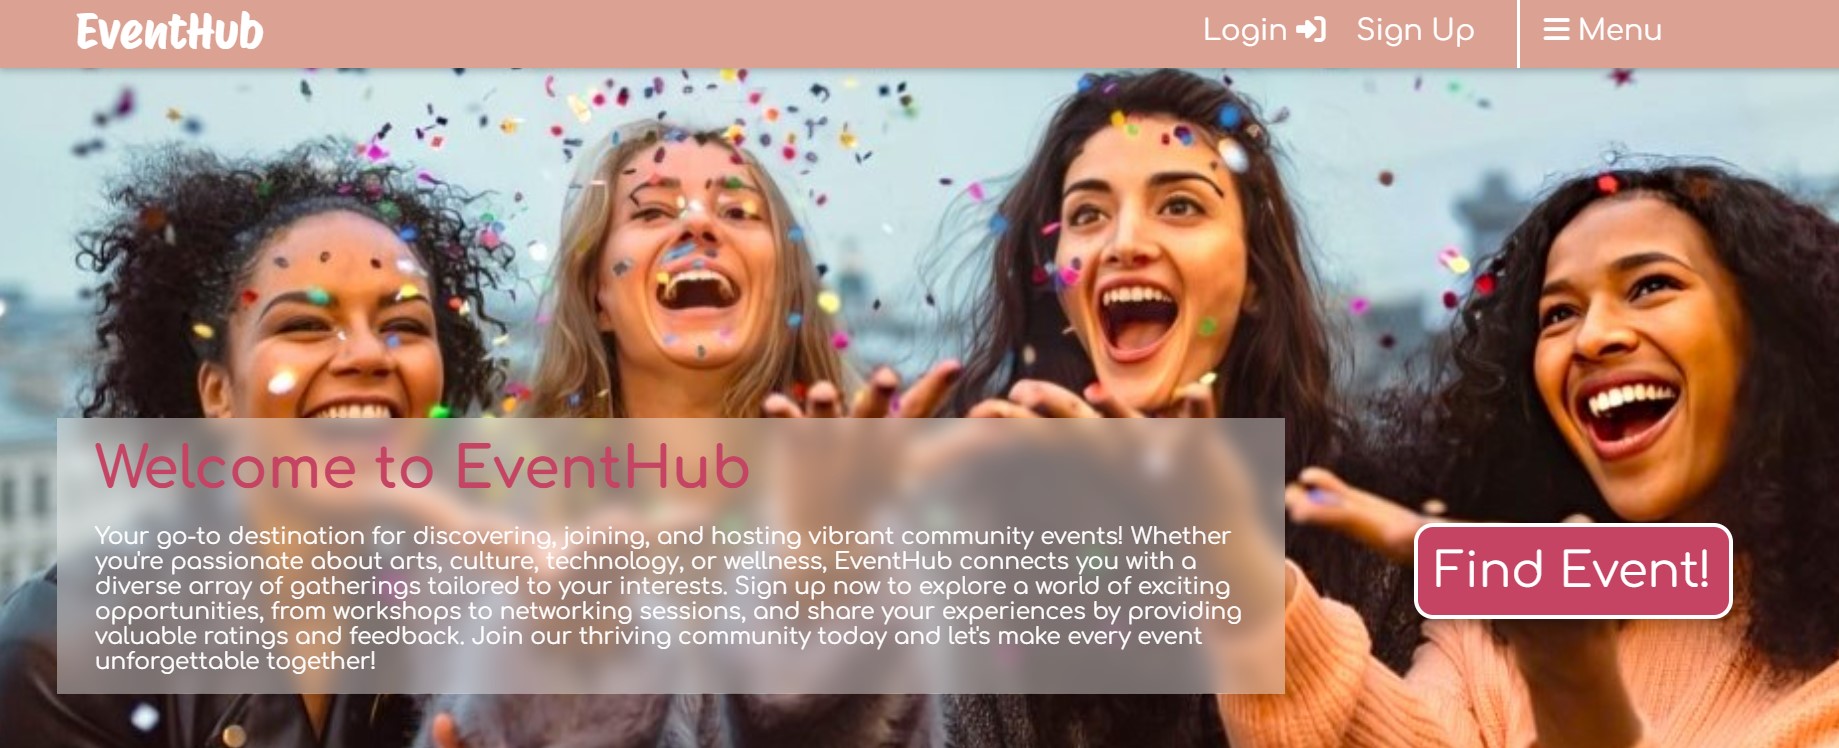 EventHub
Login
Sign Up
Menu
Welcome to EventHub
Your go-to destination for discovering, joining, and hosting vibrant community events! Whether
you're passionate about arts, culture, technology, or wellness, EventHub connects you with a
diverse array of gatherings tailored to your interests. Sign up now to explore a world of exciting
opportunities, from workshops to networking sessions, and share your experiences by providing
valuable ratings and feedback. Join our thriving community today and let's make every event
unforgettable together!
Find Event!